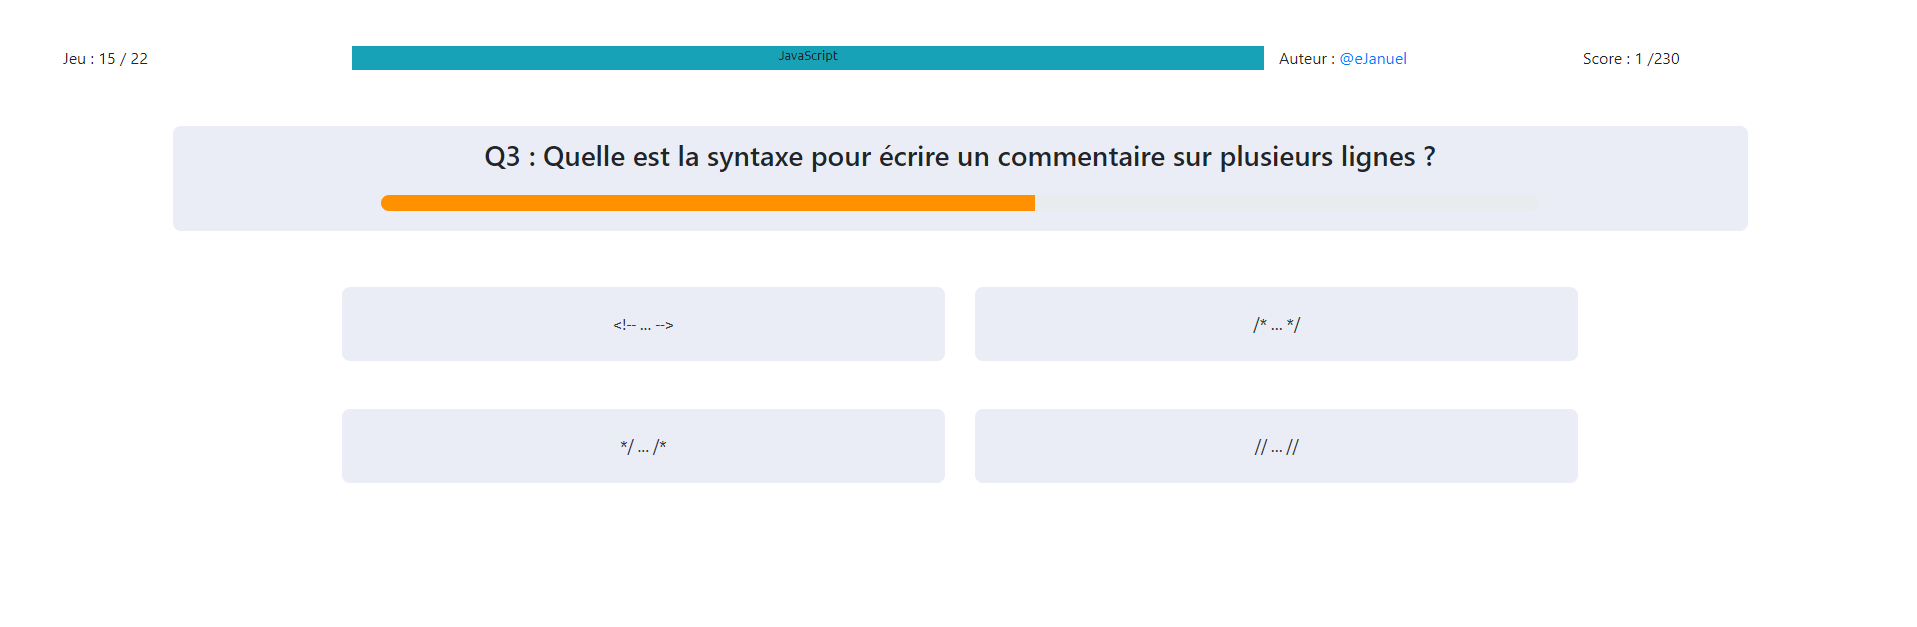 Jeu : 15 / 22
JavaScript
Auteur : @eJanuel
Score : 1 /230
Q3 : Quelle est la syntaxe pour écrire un commentaire sur plusieurs lignes ?
<!-- ... -->
/* ... */
*/ ... /*
// ... //